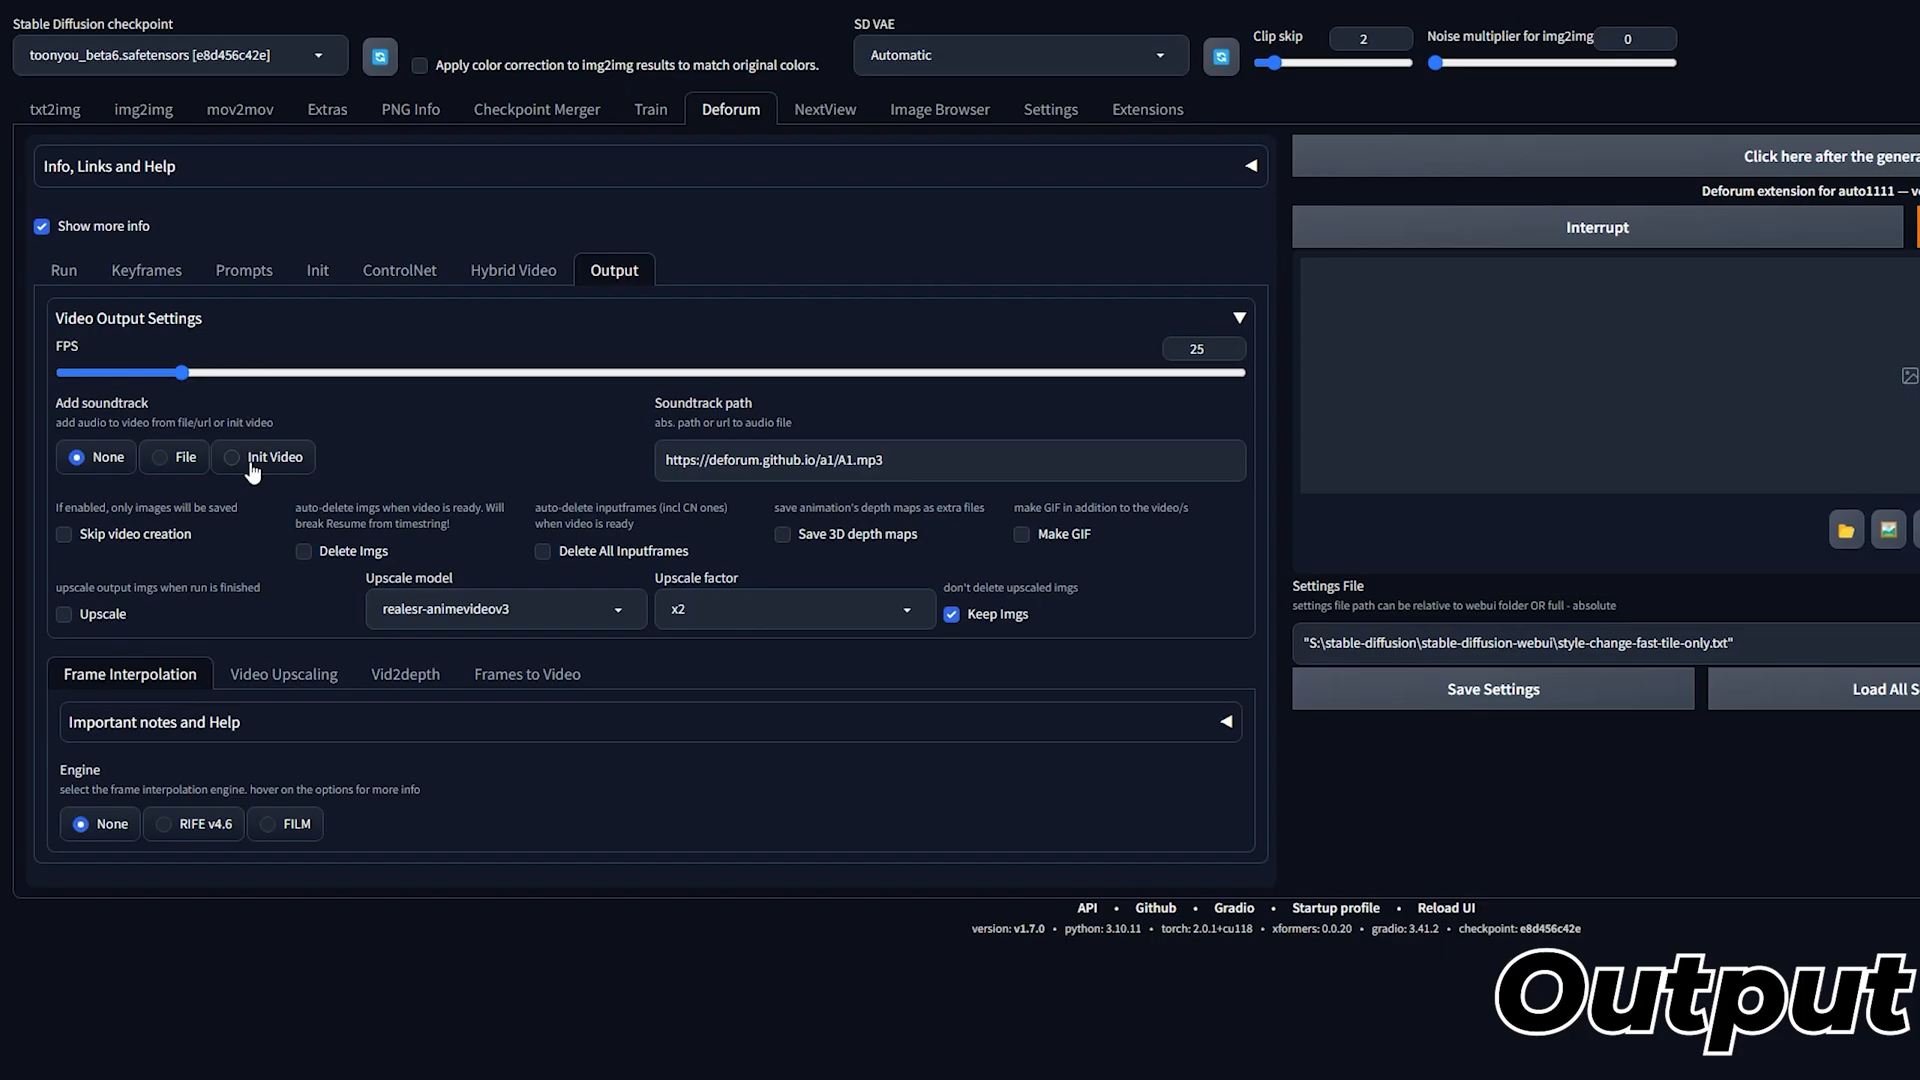 Stable Diffusion checkpoint
toonyou_beta6.safetensors [e8d456c42e]
Apply color correction to img2img results to match original colors.
SD VAE
Automatic
Clip skip
2
Noise multiplier for img2img
0
txt2img
img2img
mov2mov
Extras
PNG Info
Checkpoint Merger
Train
Deforum
NextView
Image Browser
Settings
Extensions
Info, Links and Help
Show more info
Run
Keyframes
Prompts
Init
ControlNet
Hybrid Video
Output
Video Output Settings
FPS
25
Add soundtrack
add audio to video from file/url or init video
None
File
Init Video
Soundtrack path
abs. path or url to audio file
https://deforum.github.io/a1/A1.mp3
If enabled, only images will be saved
Skip video creation
auto-delete imgs when video is ready. Will
break Resume from timestring!
Delete Imgs
auto-delete inputframes (incl CN ones)
when video is ready
Delete All Inputframes
save animation's depth maps as extra files
Save 3D depth maps
make GIF in addition to the video/s
Make GIF
upscale output imgs when run is finished
Upscale
Upscale model
realesr-animevideov3
Upscale factor
x2
don't delete upscaled imgs
Keep Imgs
Frame Interpolation
Video Upscaling
Vid2depth
Frames to Video
Important notes and Help
Engine
select the frame interpolation engine. hover on the options for more info
None
RIFE v4.6
FILM
Click here after the genera
Deforum extension for auto1111 — v
Interrupt
Settings File
settings file path can be relative to webui folder OR full - absolute
"S:\stable-diffusion\stable-diffusion-webui\style-change-fast-tile-only.txt"
Save Settings
Load All S
API • Github • Gradio • Startup profile • Reload UI
version: v1.7.0 • python: 3.10.11 • torch: 2.0.1+cu118 • xformers: 0.0.20 • gradio: 3.41.2 • checkpoint: e8d456c42e
Output